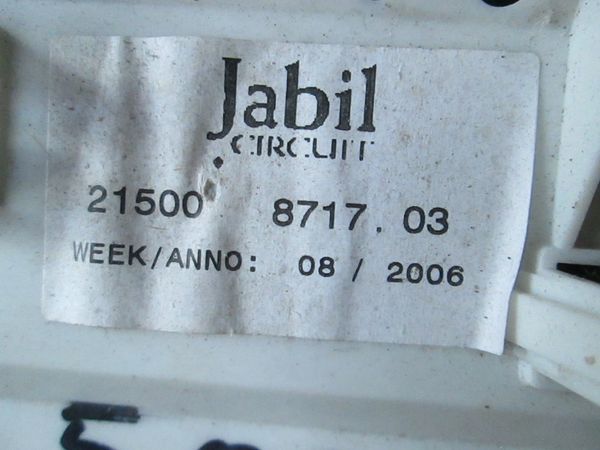 Jabil
CIRCUIT
21500 8717.03
WEEK/ANNO: 08 / 2006